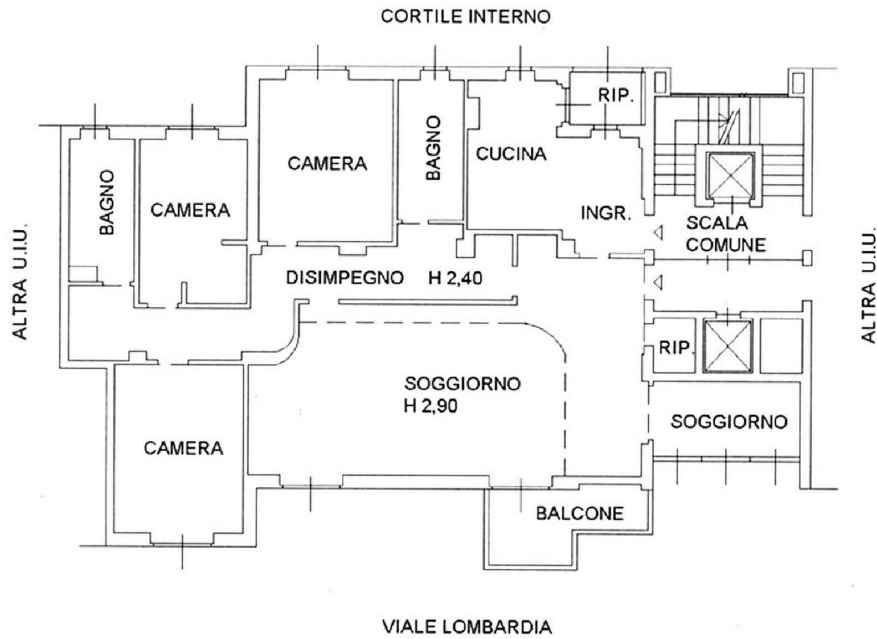 CORTILE INTERNO
RIP.
CAMERA
BAGNO
CUCINA
BAGNO
CAMERA
INGR.
SCALA
COMUNE
ALTRA U.I.U.
ALTRA U.I.U.
DISIMPEGNO H 2,40
RIP.
SOGGIORNO
H 2,90
SOGGIORNO
CAMERA
BALCONE
VIALE LOMBARDIA